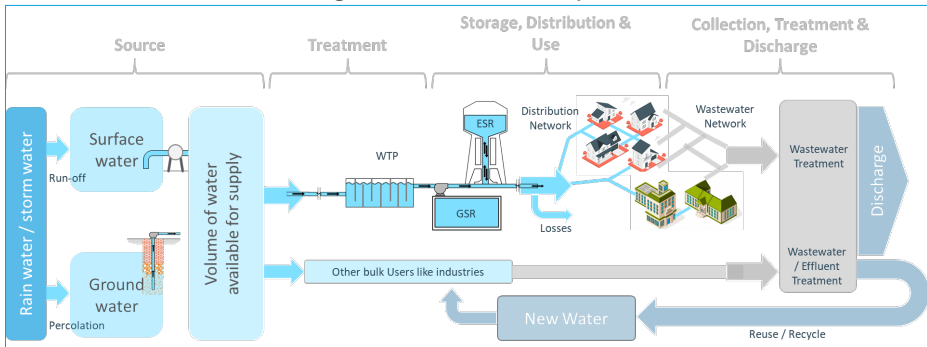 Source
Treatment
Storage, Distribution &
Use
Collection, Treatment &
Discharge
Rain water / storm water
Surface
water
Run-off
Ground
water
Percolation
Volume of water
available for supply
WTP
ESR
GSR
Distribution
Network
Losses
Wastewater
Network
Wastewater
Treatment
Discharge
Other bulk Users like industries
Wastewater
/ Effluent
Treatment
New Water
Reuse / Recycle